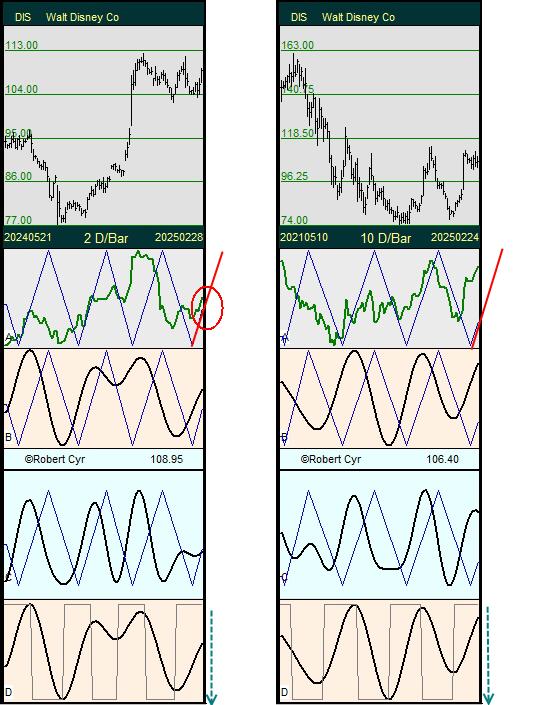 DIS Walt Disney Co
113.00
104.00
95.00
86.00
77.00
20240521 2 D/Bar 20250228
A
B
©Robert Cyr 108.95
C
D
DIS Walt Disney Co
163.00
140.75
118.50
96.25
74.00
20210510 10 D/Bar 20250224
A
B
©Robert Cyr 106.40
C
D